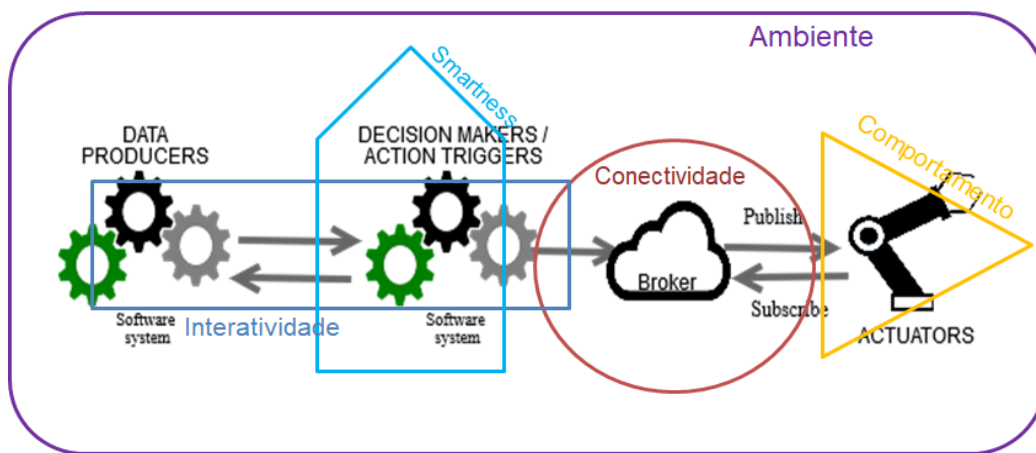 Ambiente
Smartness
DATA
PRODUCERS
DECISION MAKERS /
ACTION TRIGGERS
Comportamento
Conectividade
Publish
Broker
Subscribe
Software
system
Interatividade
Software
system
ACTUATORS